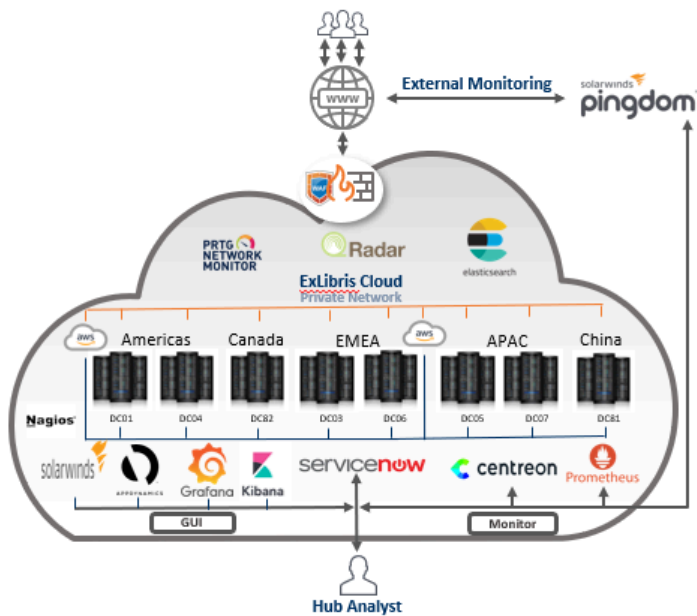 www
External Monitoring
solarwinds
pingdom
WAF
PRTG
NETWORK
MONITOR
QRadar
elasticsearch
ExLibris Cloud
Private Network
aws
Americas
Canada
EMEA
aws
APAC
China
DC01
DC04
DC82
DC03
DC06
DC05
DC07
DC81
Nagios®
solarwinds
APPDYNAMICS
Grafana
Kibana
servicenow
centreon
Prometheus
GUI
Monitor
Hub Analyst